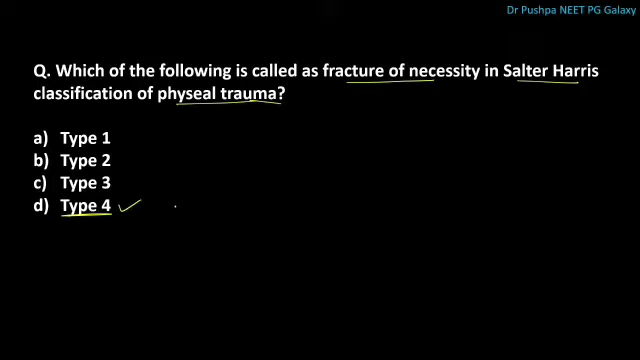 Dr Pushpa NEET PG Galaxy
Q. Which of the following is called as fracture of necessity in Salter Harris
classification of physeal trauma?
a) Type 1
b) Type 2
c) Type 3
d) Type 4